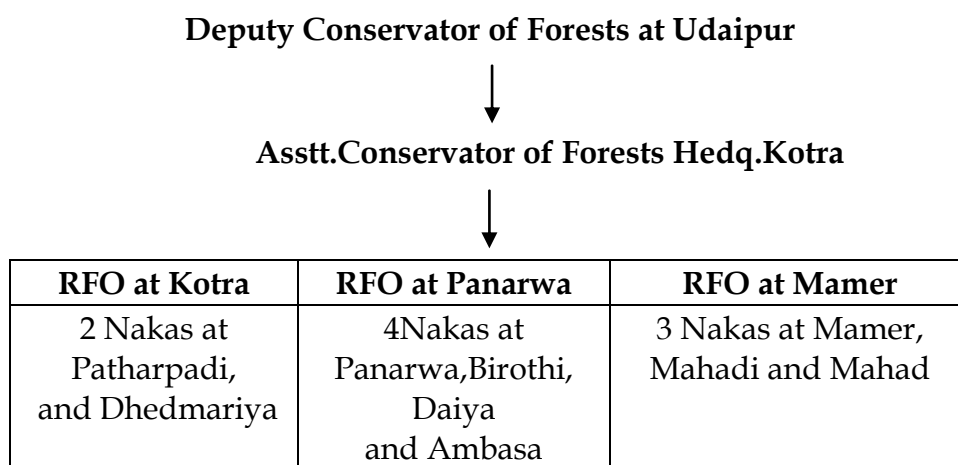 Deputy Conservator of Forests at Udaipur
Asstt.Conservator of Forests Hedq.Kotra
RFO at Kotra
2 Nakas at
Patharpadi,
and Dhedmariya
RFO at Panarwa
4Nakas at
Panarwa,Birothi,
Daiya
and Ambasa
RFO at Mamer
3 Nakas at Mamer,
Mahadi and Mahad